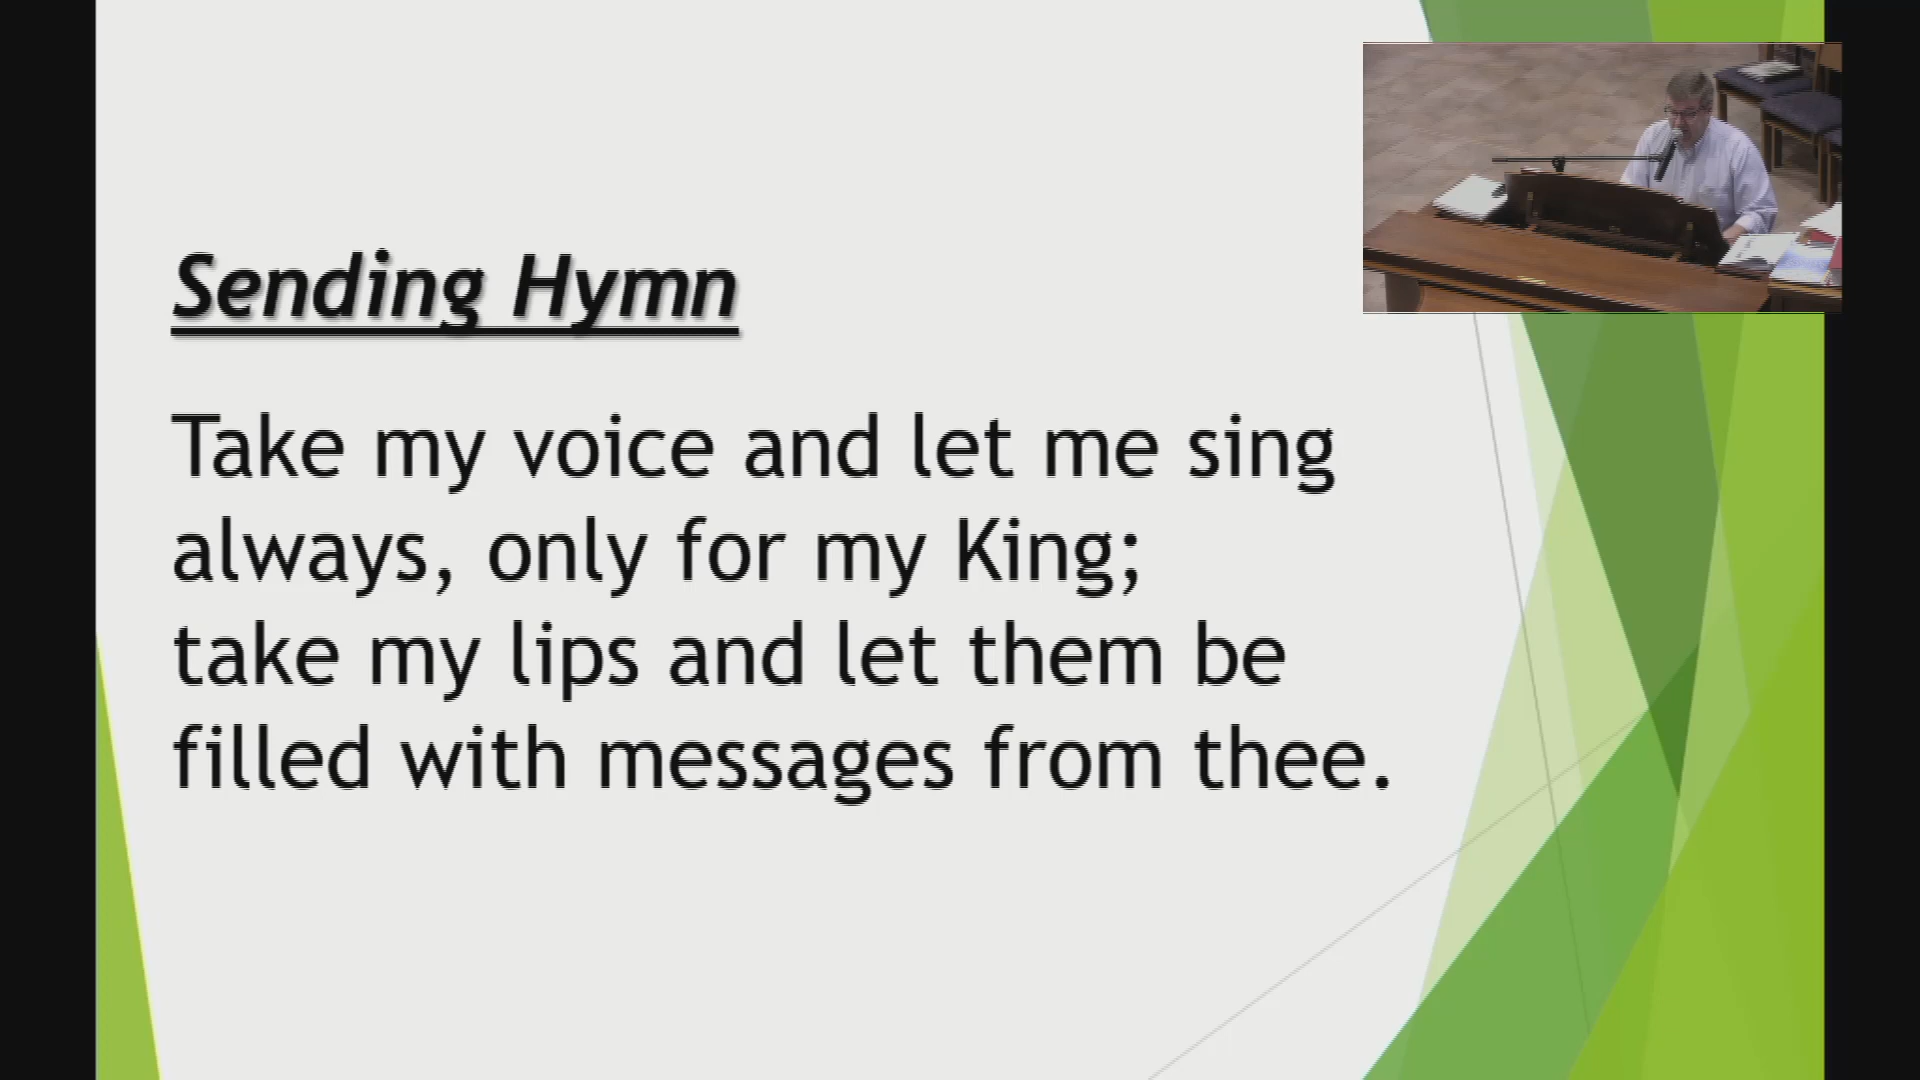 Sending Hymn
Take my voice and let me sing
always, only for my King;
take my lips and let them be
filled with messages from thee.